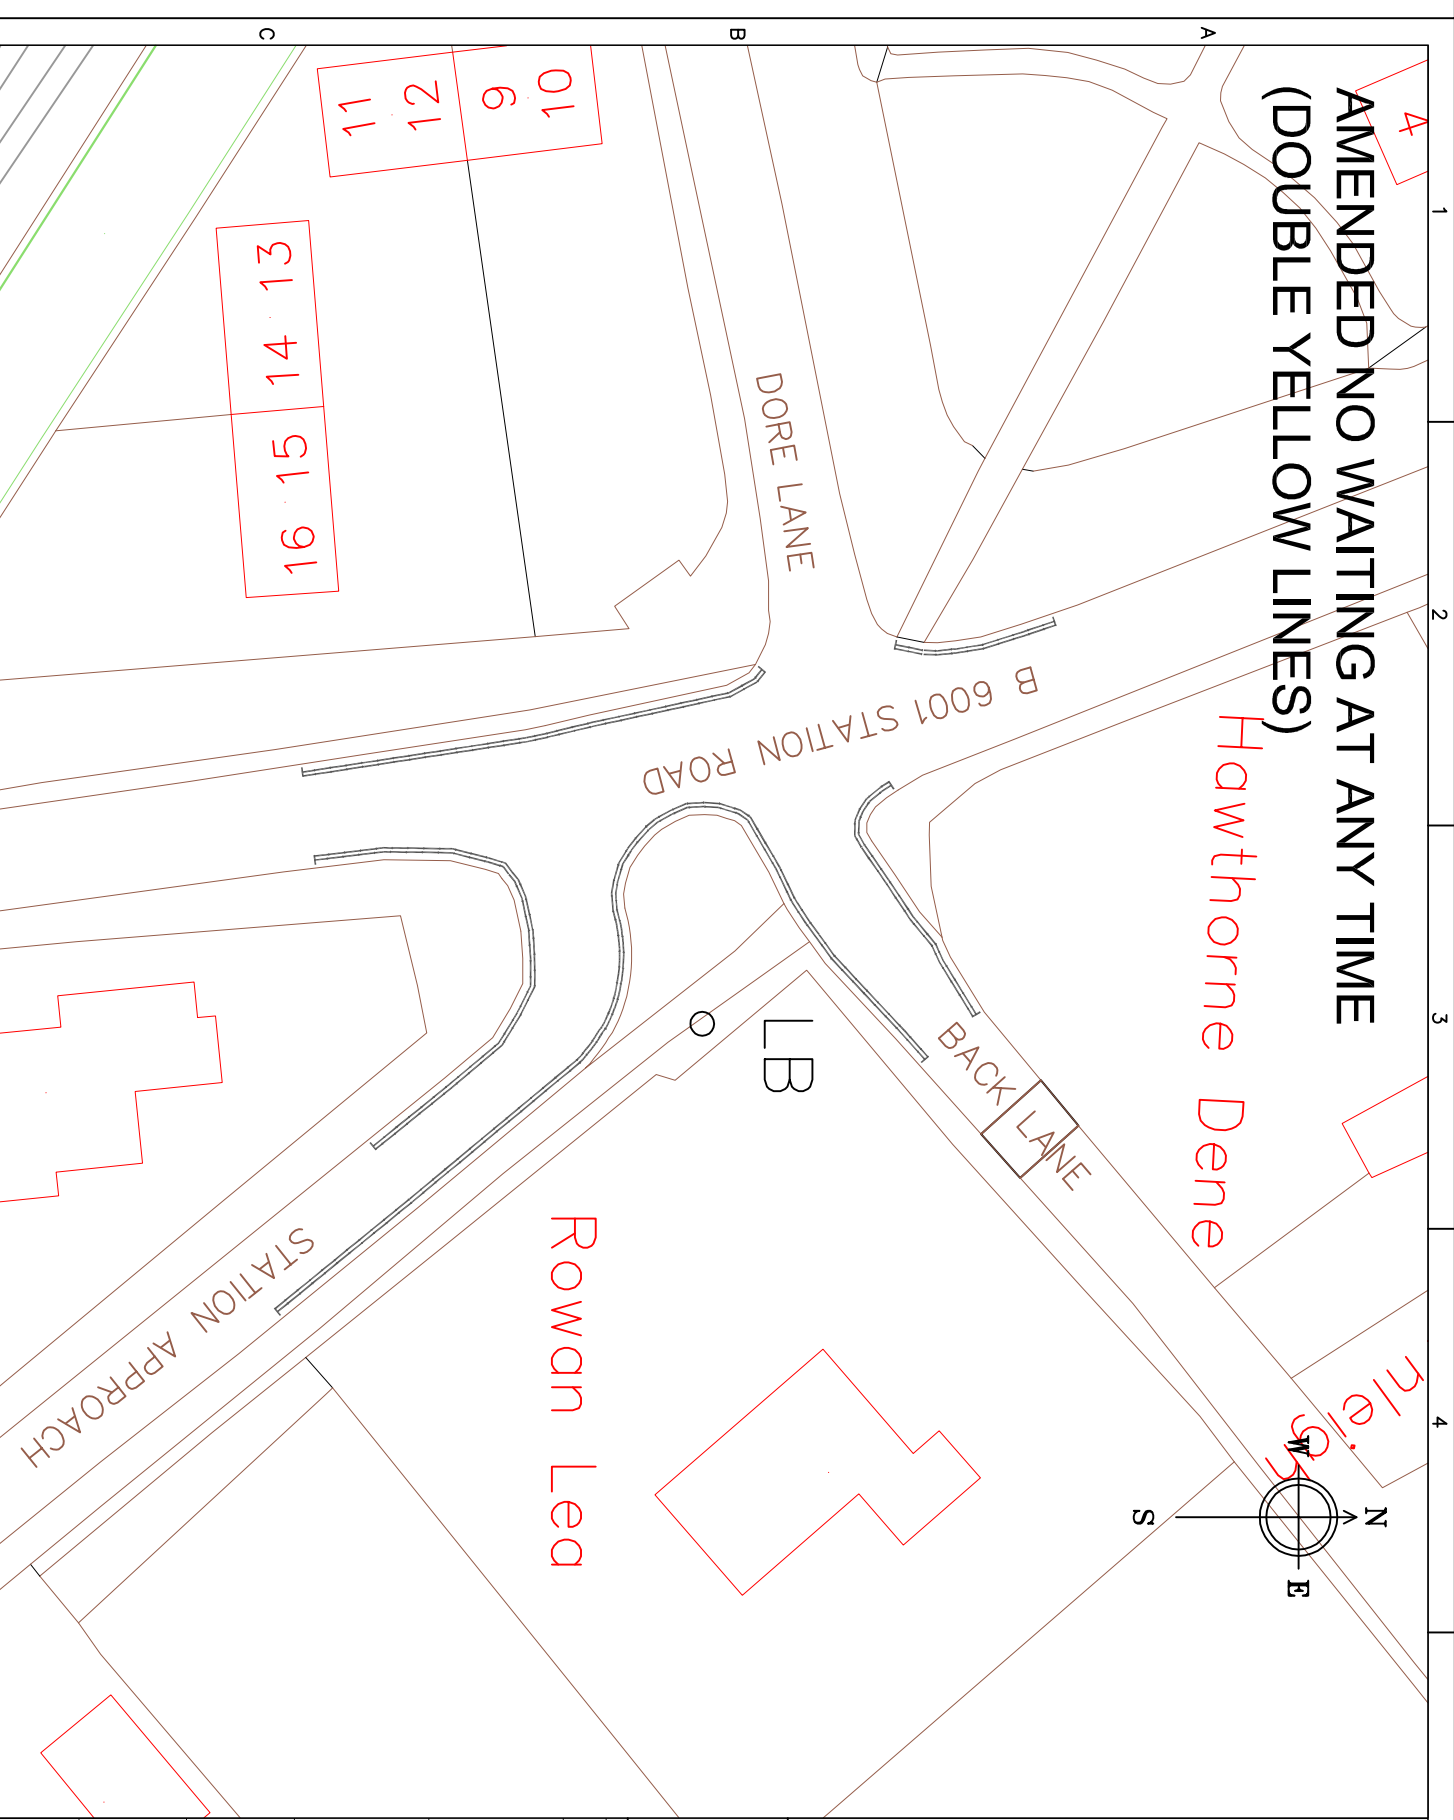 AMENDED NO WAITING AT ANY TIME
(DOUBLE YELLOW LINES)
1
2
3
4
A
B
C
4
10
9
12
11
13
14
15
16
DORE LANE
B 6001 STATION ROAD
Hawthorne Dene
BACK LANE
LB
Rowan Lea
STATION APPROACH
nleigh
N
W
E
S